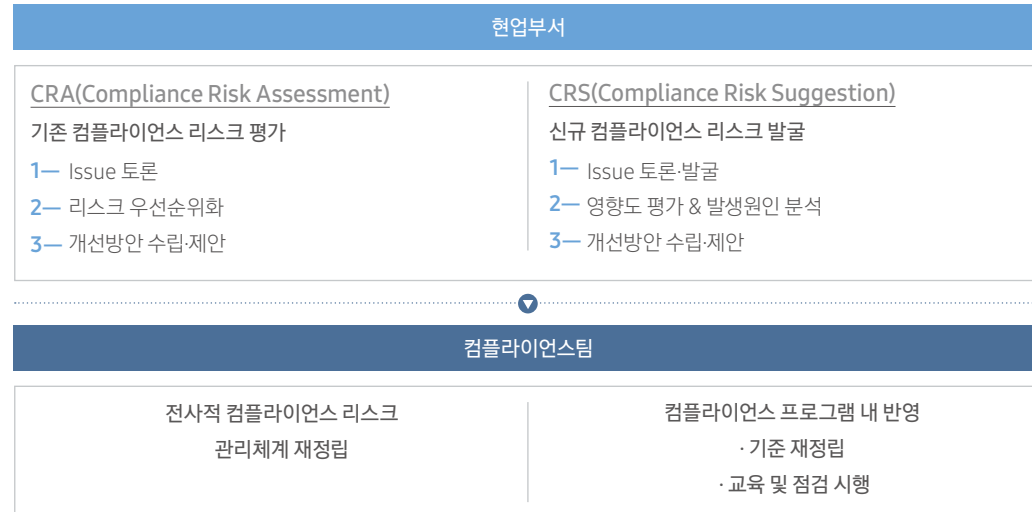 현업부서
CRA(Compliance Risk Assessment)
기존 컴플라이언스 리스크 평가
1— Issue 토론
2— 리스크 우선순위화
3— 개선방안 수립·제안
CRS(Compliance Risk Suggestion)
신규 컴플라이언스 리스크 발굴
1— Issue 토론·발굴
2— 영향도 평가 & 발생원인 분석
3— 개선방안 수립·제안
컴플라이언스팀
전사적 컴플라이언스 리스크
관리체계 재정립
컴플라이언스 프로그램 내 반영
· 기준 재정립
· 교육 및 점검 시행